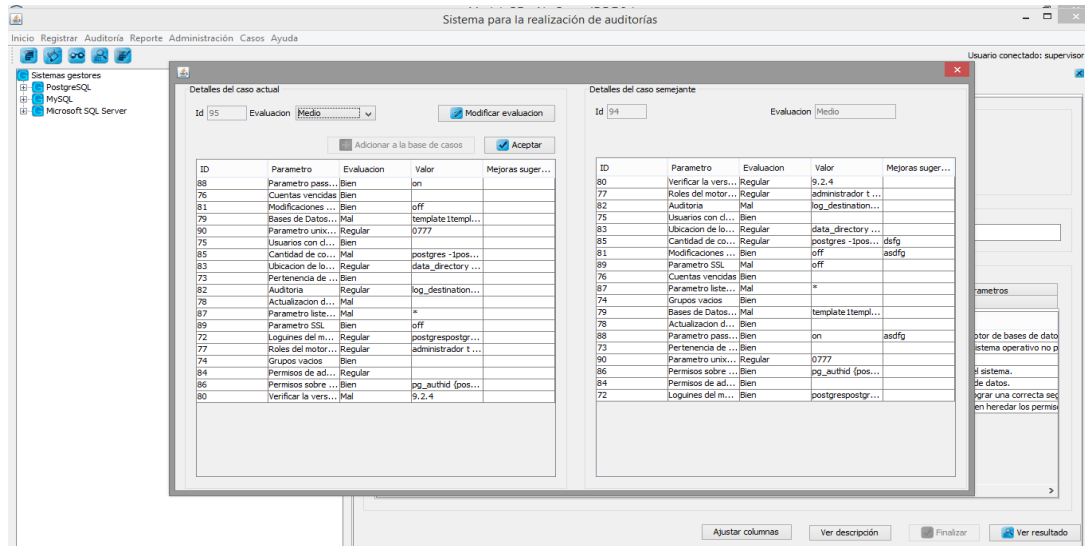 Sistema para la realización de auditorías
Inicio Registrar Auditoría Reporte Administración Casos Ayuda
Usuario conectado: supervisor
Sistemas gestores
PostgreSQL
MySQL
Microsoft SQL Server
Detalles del caso actual
Id 95 Evaluacion Medio Modificar evaluacion
Adicionar a la base de casos Aceptar
ID Parametro Evaluacion Valor Mejoras suger...
88 Parametro pass... Bien on
76 Cuentas vencidas Bien
81 Modificaciones ... Bien off
79 Bases de Datos... Mal template1templ...
90 Parametro unix... Regular 0777
75 Usuarios con cl... Bien
85 Cantidad de co... Mal postgres -1pos...
83 Ubicacion de lo... Regular data_directory ...
73 Pertenencia de ... Bien
82 Auditoria Regular log_destination...
78 Actualizacion d... Mal
87 Parametro liste... Mal *
89 Parametro SSL Bien off
72 Loguines del m... Regular postgrespostgr...
77 Roles del motor... Regular administrador t ...
74 Grupos vacios Bien
84 Permisos de ad... Regular
86 Permisos sobre ... Bien pg_authid {pos...
80 Verificar la vers... Mal 9.2.4
Detalles del caso semejante
Id 94 Evaluacion Medio
ID Parametro Evaluacion Valor Mejoras suger...
80 Verificar la vers... Regular 9.2.4
77 Roles del motor... Regular administrador t ...
82 Auditoria Mal log_destination...
75 Usuarios con cl... Bien
83 Ubicacion de lo... Regular data_directory ...
85 Cantidad de co... Regular postgres -1pos... dsfg
81 Modificaciones ... Bien off asdfg
89 Parametro SSL Mal off
76 Cuentas vencidas Bien
87 Parametro liste... Mal *
74 Grupos vacios Bien
79 Bases de Datos... Mal template1templ...
78 Actualizacion d... Bien
88 Parametro pass... Bien on asdfg
73 Pertenencia de ... Bien
90 Parametro unix... Regular 0777
86 Permisos sobre ... Bien pg_authid {pos...
84 Permisos de ad... Bien
72 Loguines del m... Bien postgrespostgr...
rametros
otor de bases de dato
istema operativo no p
el sistema.
de datos.
ograr una correcta seg
en heredar los permiso
Ajustar columnas Ver descripción Finalizar Ver resultado